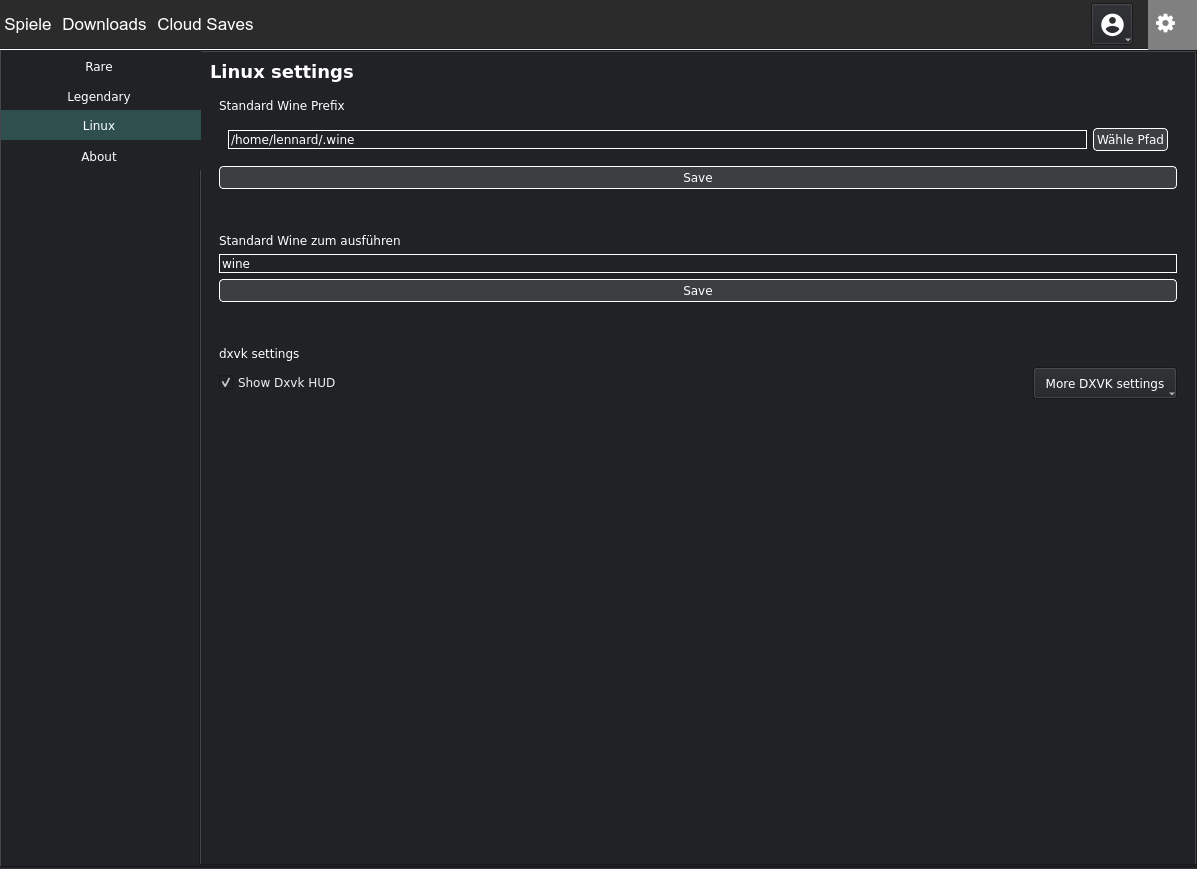 Spiele Downloads Cloud Saves
Rare
Legendary
Linux
About
Linux settings
Standard Wine Prefix
/home/lennard/.wine Wähle Pfad
Save
Standard Wine zum ausführen
wine
Save
dxvk settings
Show Dxvk HUD More DXVK settings